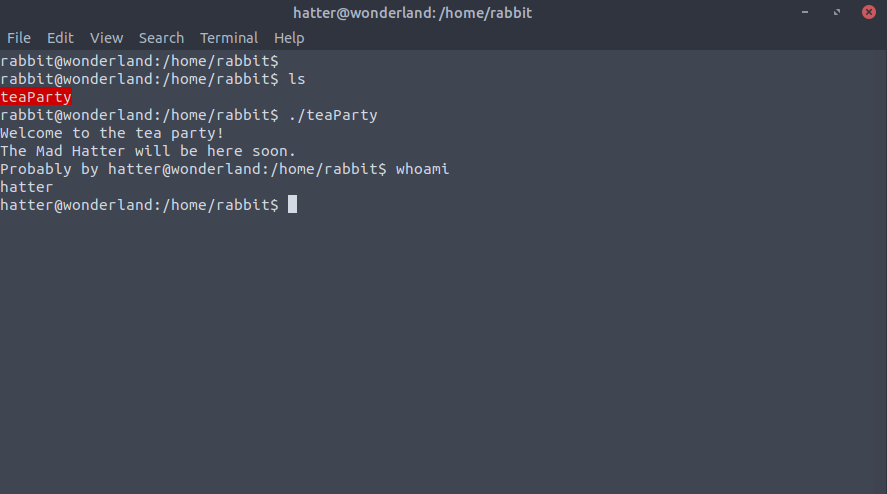 hatter@wonderland: /home/rabbit
File Edit View Search Terminal Help
rabbit@wonderland:/home/rabbit$
rabbit@wonderland:/home/rabbit$ ls
teaParty
rabbit@wonderland:/home/rabbit$ ./teaParty
Welcome to the tea party!
The Mad Hatter will be here soon.
Probably by hatter@wonderland:/home/rabbit$ whoami
hatter
hatter@wonderland:/home/rabbit$